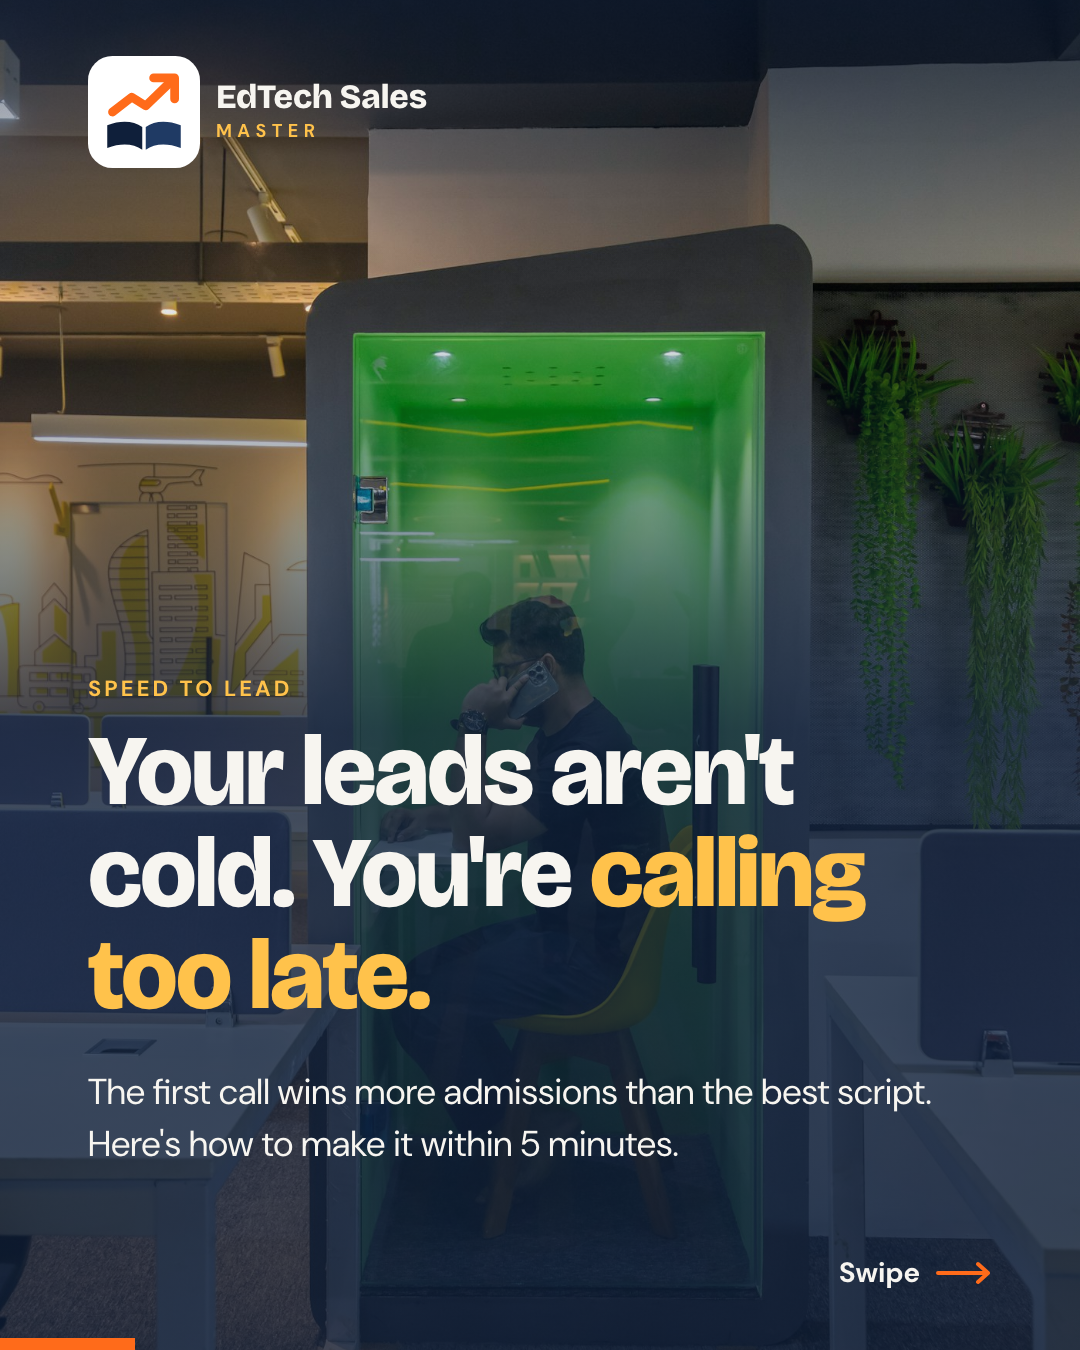 EdTech Sales
MASTER
SPEED TO LEAD
Your leads aren't
cold. You're calling
too late.
The first call wins more admissions than the best script.
Here's how to make it within 5 minutes.
Swipe